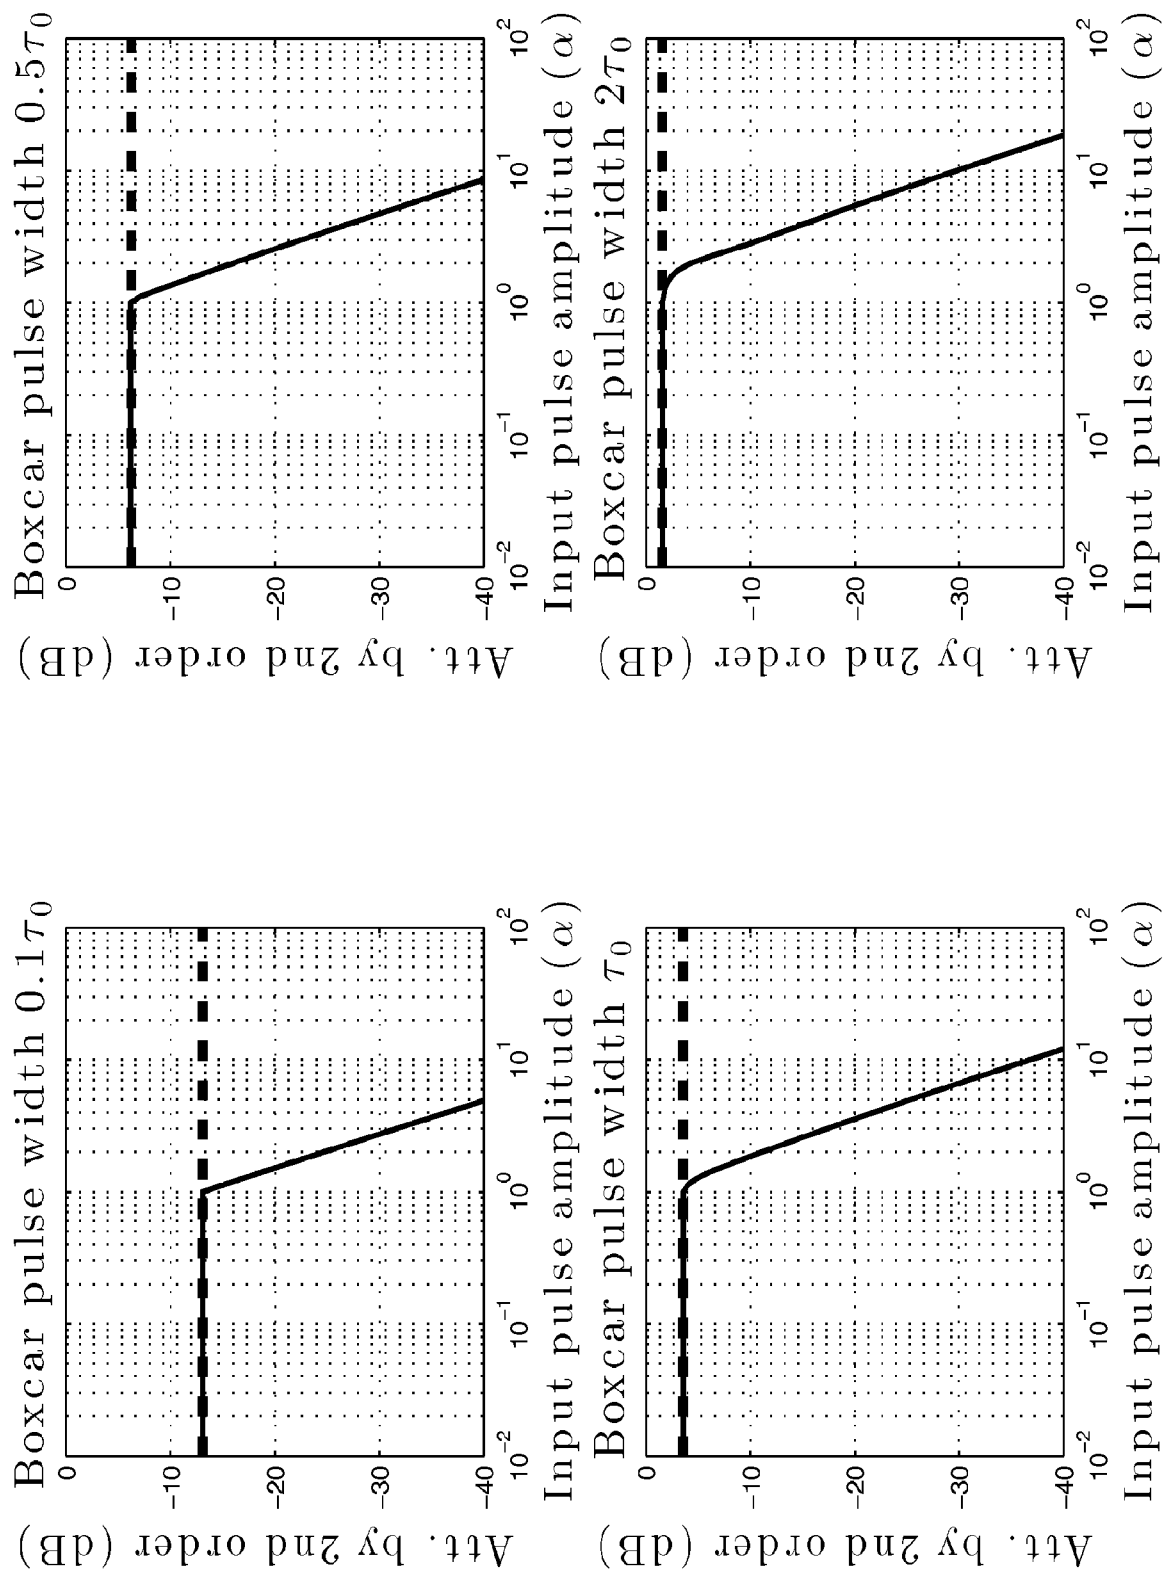 Boxcar pulse width 0.1τ₀
Att. by 2nd order (dB)
0
−10
−20
−30
−40
10⁻² 10⁻¹ 10⁰ 10¹ 10²
Input pulse amplitude (α)
Boxcar pulse width 0.5τ₀
Att. by 2nd order (dB)
0
−10
−20
−30
−40
10⁻² 10⁻¹ 10⁰ 10¹ 10²
Input pulse amplitude (α)
Boxcar pulse width τ₀
Att. by 2nd order (dB)
0
−10
−20
−30
−40
10⁻² 10⁻¹ 10⁰ 10¹ 10²
Input pulse amplitude (α)
Boxcar pulse width 2τ₀
Att. by 2nd order (dB)
0
−10
−20
−30
−40
10⁻² 10⁻¹ 10⁰ 10¹ 10²
Input pulse amplitude (α)